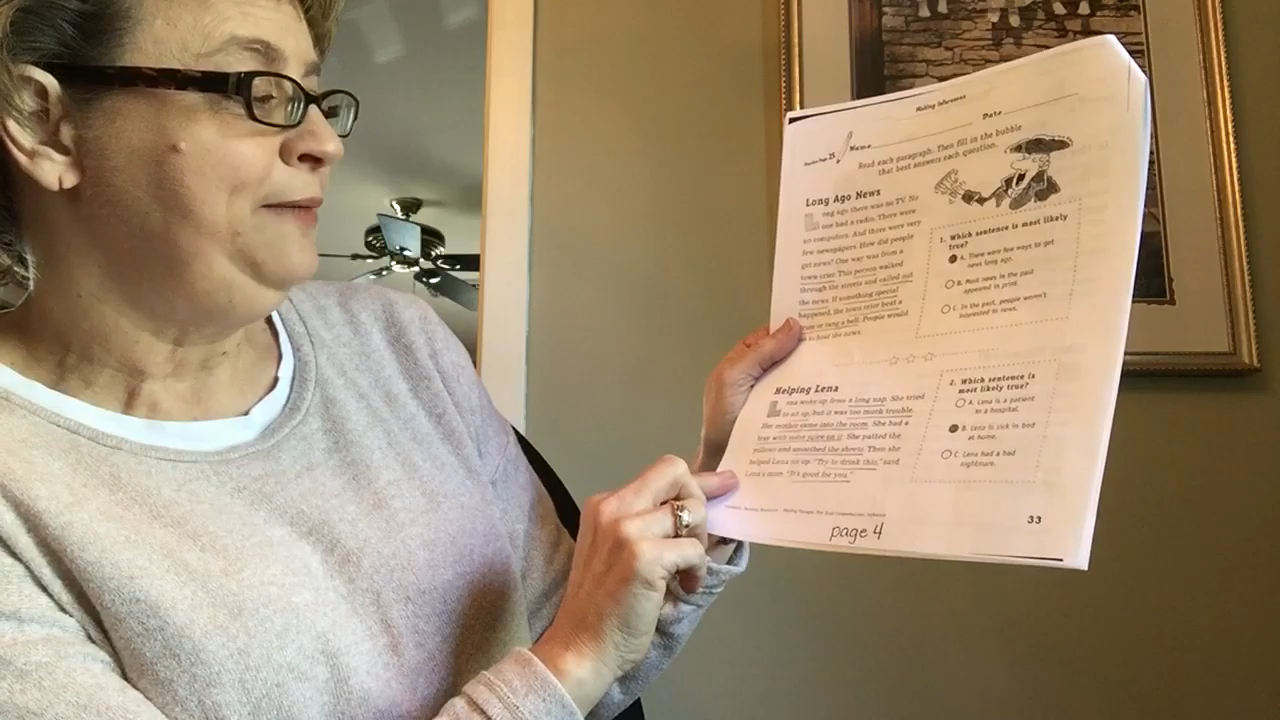 Making Inferences
Practice Page 25
Name
Date
Read each paragraph. Then fill in the bubble
that best answers each question.
Long Ago News
Long ago there was no TV. No
one had a radio. There were
no computers. And there were very
few newspapers. How did people
get news? One way was from a
town crier. This person walked
through the streets and called out
the news. If something special
happened, the town crier beat a
drum or rang a bell. People would
to hear the news.
1. Which sentence is most likely
true?
A. There were few ways to get
news long ago.
B. Most news in the past
appeared in print.
C. In the past, people weren't
interested in news.
Helping Lena
Lena woke up from a long nap. She tried
to sit up, but it was too much trouble.
Her mother came into the room. She had a
tray with some juice on it. She patted the
pillows and smoothed the sheets. Then she
helped Lena sit up. "Try to drink this," said
Lena's mom. "It's good for you."
2. Which sentence is
most likely true?
A. Lena is a patient
in a hospital.
B. Lena is sick in bed
at home.
C. Lena had a bad
nightmare.
33
page 4